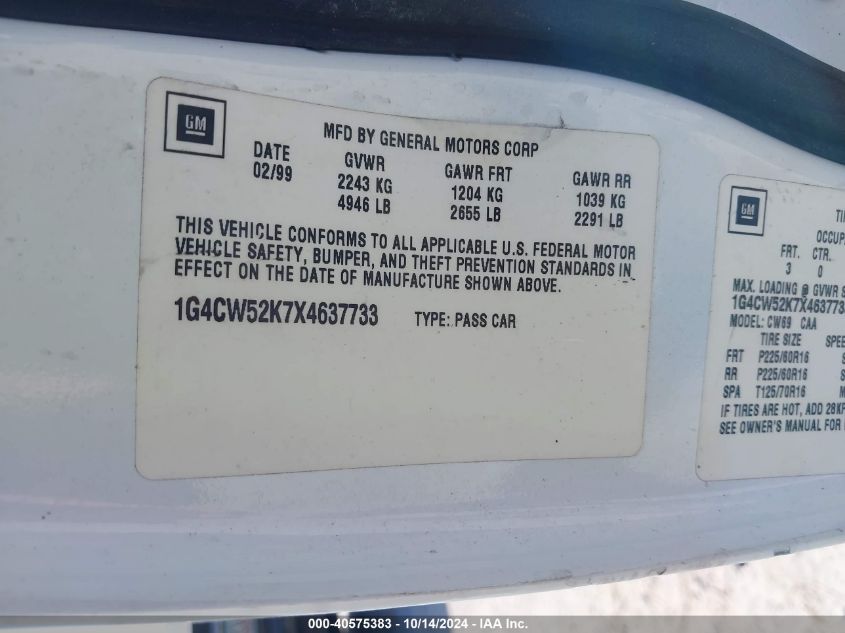 GM
MFD BY GENERAL MOTORS CORP
DATE GVWR GAWR FRT GAWR RR
02/99 2243 KG 1204 KG 1039 KG
4946 LB 2655 LB 2291 LB
THIS VEHICLE CONFORMS TO ALL APPLICABLE U.S. FEDERAL MOTOR
VEHICLE SAFETY, BUMPER, AND THEFT PREVENTION STANDARDS IN
EFFECT ON THE DATE OF MANUFACTURE SHOWN ABOVE.
1G4CW52K7X4637733 TYPE: PASS CAR
GM
OCCUP
FRT. CTR.
3 0
MAX. LOADING @ GVWR
1G4CW52K7X463773
MODEL: CW69 CAA
TIRE SIZE SPEE
FRT P225/60R16 S
RR P225/60R16 S
SPA T125/70R16 M
IF TIRES ARE HOT, ADD 28KP
SEE OWNER'S MANUAL FOR
000-40575383 - 10/14/2024 - IAA Inc.